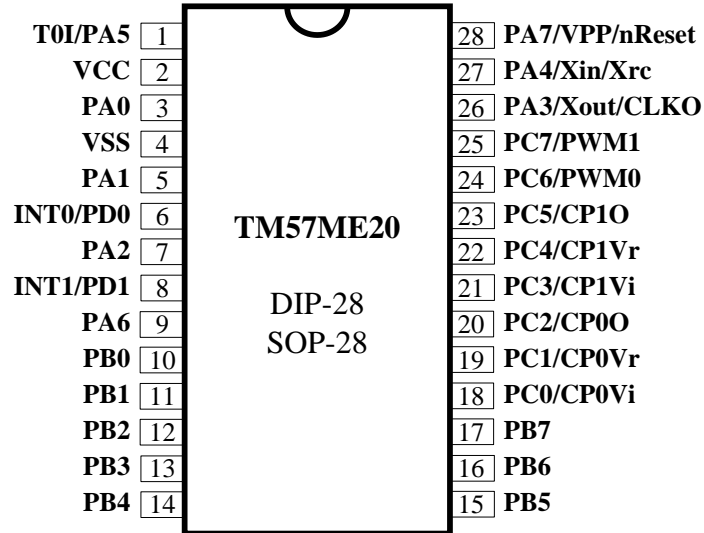 T0I/PA5 1 28 PA7/VPP/nReset
VCC 2 27 PA4/Xin/Xrc
PA0 3 26 PA3/Xout/CLKO
VSS 4 25 PC7/PWM1
PA1 5 24 PC6/PWM0
INT0/PD0 6 23 PC5/CP1O
TM57ME20
PA2 7 22 PC4/CP1Vr
INT1/PD1 8 21 PC3/CP1Vi
DIP-28
PA6 9 20 PC2/CP0O
SOP-28
PB0 10 19 PC1/CP0Vr
PB1 11 18 PC0/CP0Vi
PB2 12 17 PB7
PB3 13 16 PB6
PB4 14 15 PB5